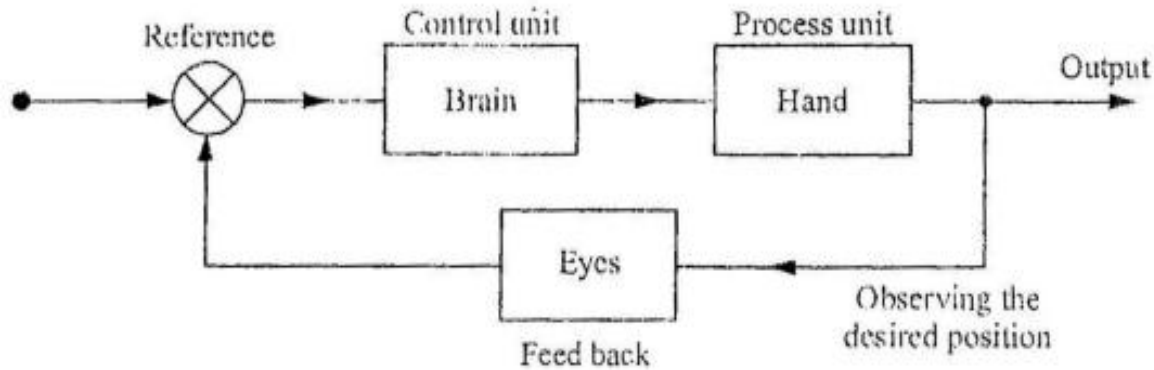 Reference
Control unit
Process unit
Output
Brain
Hand
Eyes
Observing the
desired position
Feed back